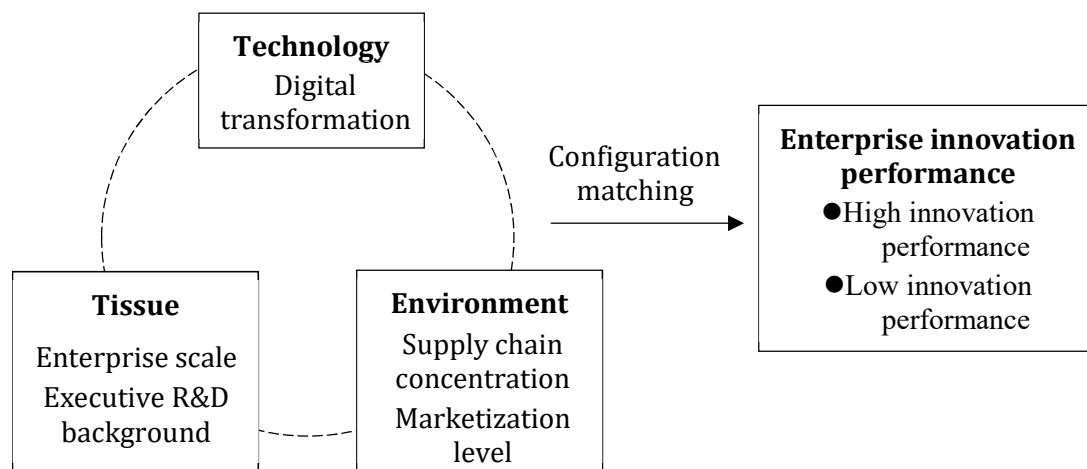 Technology
Digital
transformation
Configuration
matching
Enterprise innovation
performance
●High innovation
performance
●Low innovation
performance
Tissue
Enterprise scale
Executive R&D
background
Environment
Supply chain
concentration
Marketization
level